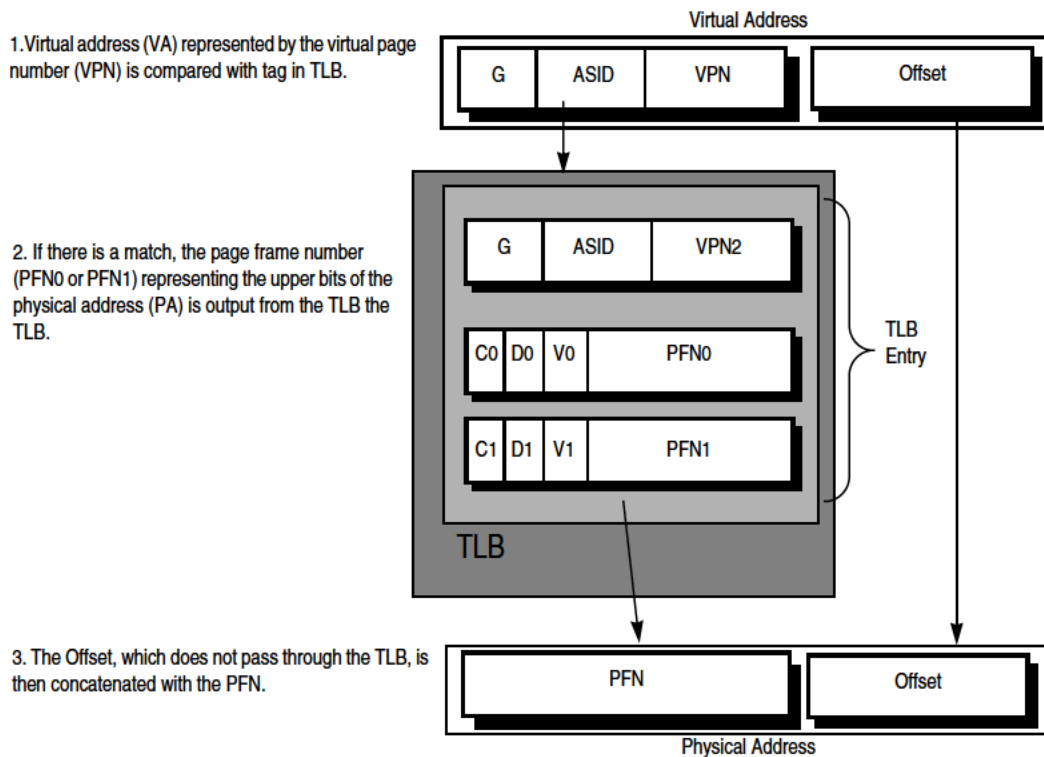 Virtual Address
1.Virtual address (VA) represented by the virtual page
number (VPN) is compared with tag in TLB.
G ASID VPN Offset
2. If there is a match, the page frame number
(PFN0 or PFN1) representing the upper bits of the
physical address (PA) is output from the TLB the
TLB.
G ASID VPN2
C0 D0 V0 PFN0
C1 D1 V1 PFN1
TLB
Entry
TLB
3. The Offset, which does not pass through the TLB, is
then concatenated with the PFN.
PFN Offset
Physical Address